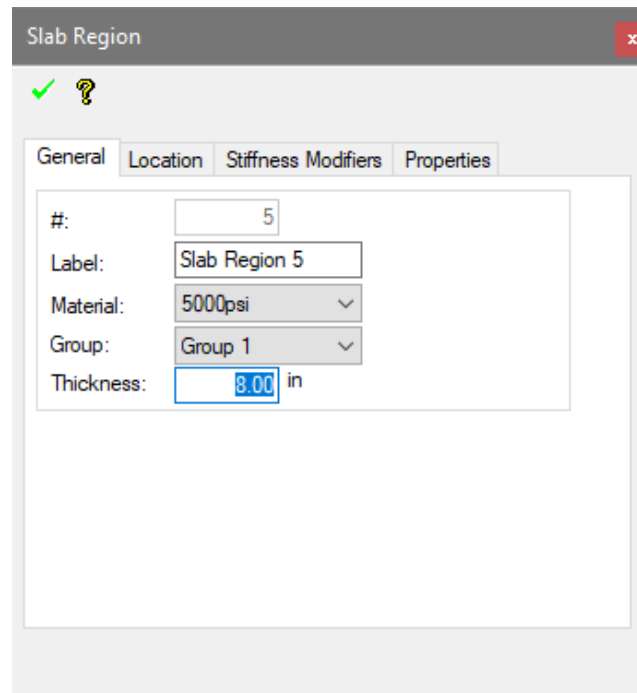 Slab Region
x
General Location Stiffness Modifiers Properties
#: 5
Label: Slab Region 5
Material: 5000psi
Group: Group 1
Thickness: 8.00 in